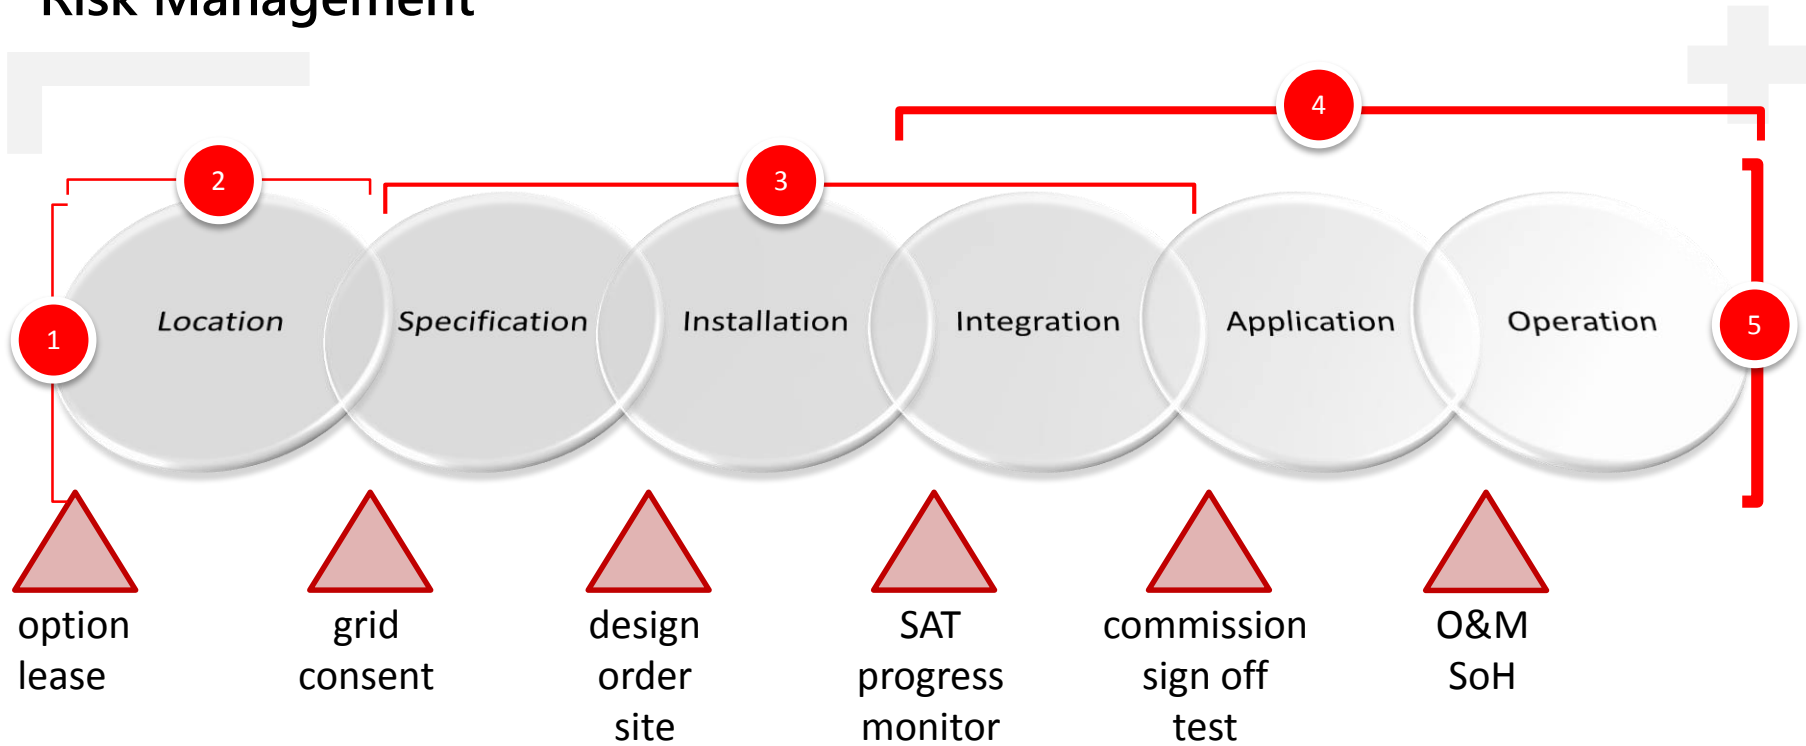 Risk Management
4
2
3
1
Location
Specification
Installation
Integration
Application
Operation
5
option
lease
grid
consent
design
order
site
SAT
progress
monitor
commission
sign off
test
O&M
SoH